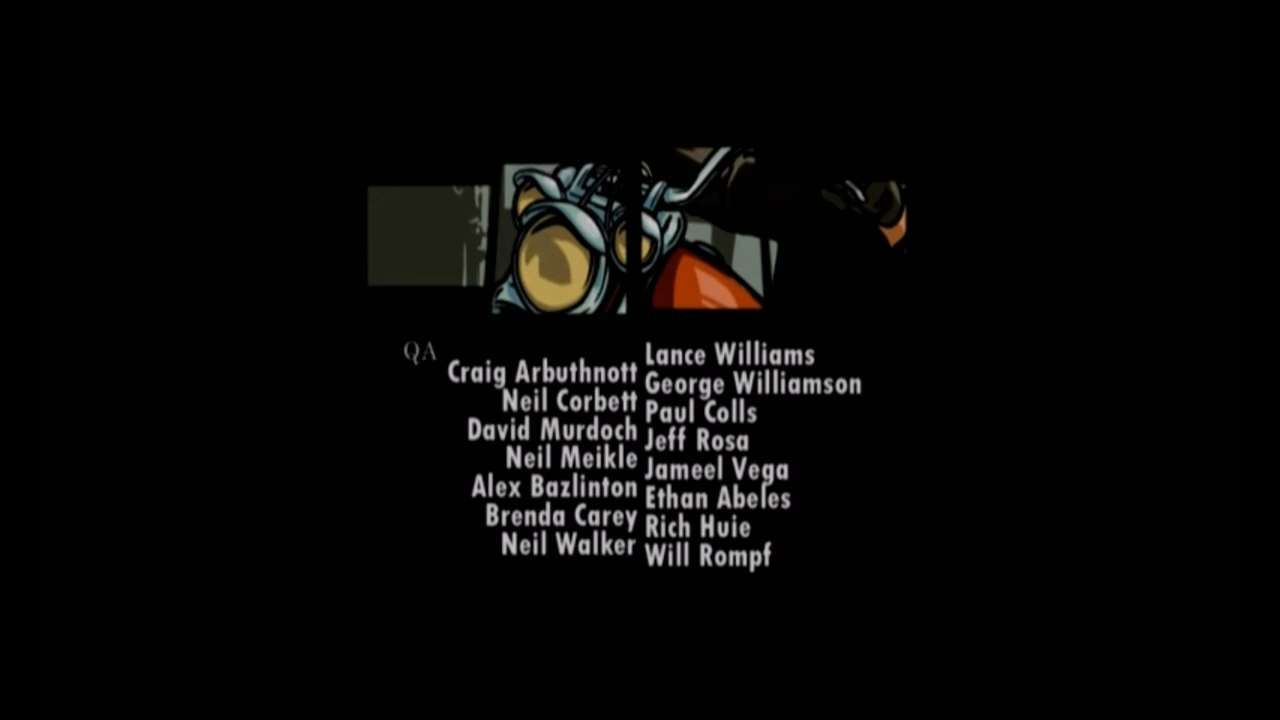 QA
Craig Arbuthnott
Neil Corbett
David Murdoch
Neil Meikle
Alex Bazlinton
Brenda Carey
Neil Walker
Lance Williams
George Williamson
Paul Colls
Jeff Rosa
Jameel Vega
Ethan Abeles
Rich Huie
Will Rompf